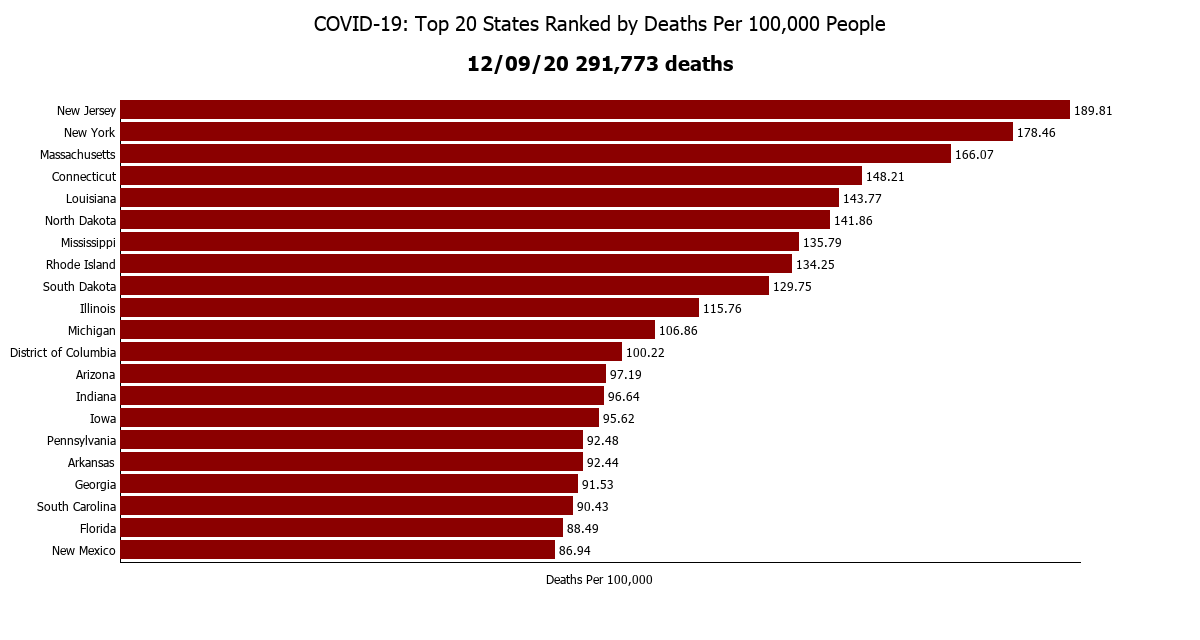 COVID-19: Top 20 States Ranked by Deaths Per 100,000 People
12/09/20 291,773 deaths
New Jersey 189.81
New York 178.46
Massachusetts 166.07
Connecticut 148.21
Louisiana 143.77
North Dakota 141.86
Mississippi 135.79
Rhode Island 134.25
South Dakota 129.75
Illinois 115.76
Michigan 106.86
District of Columbia 100.22
Arizona 97.19
Indiana 96.64
Iowa 95.62
Pennsylvania 92.48
Arkansas 92.44
Georgia 91.53
South Carolina 90.43
Florida 88.49
New Mexico 86.94
Deaths Per 100,000